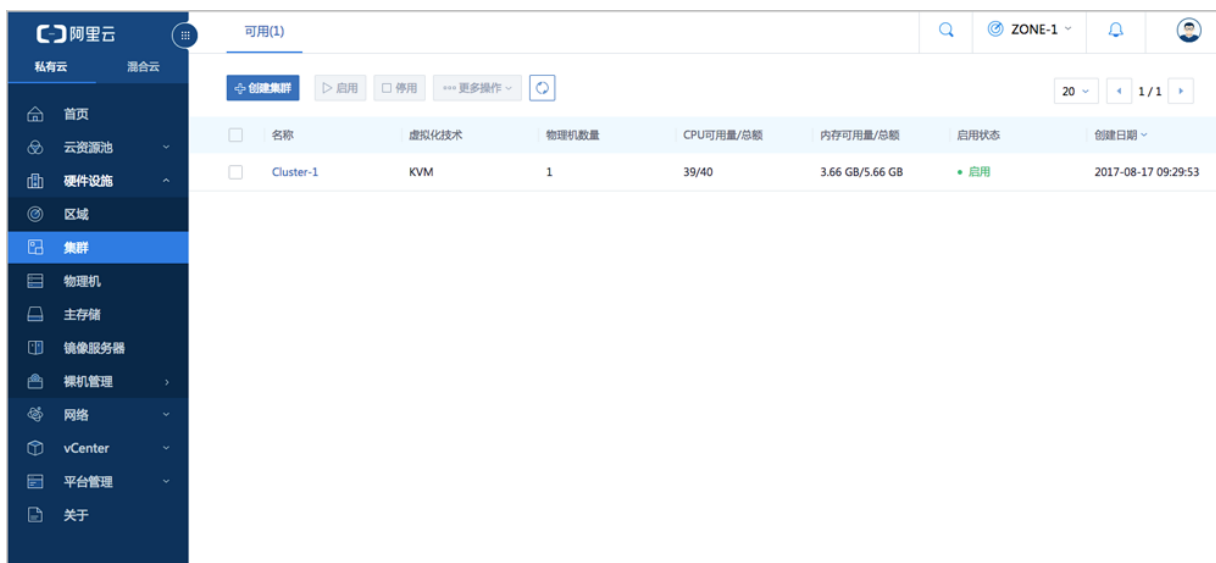 阿里云
可用(1)
ZONE-1
私有云 混合云
创建集群 启用 停用 更多操作
20 1 / 1
首页
名称 虚拟化技术 物理机数量 CPU可用量/总额 内存可用量/总额 启用状态 创建日期
云资源池
Cluster-1 KVM 1 39/40 3.66 GB/5.66 GB 启用 2017-08-17 09:29:53
硬件设施
区域
集群
物理机
主存储
镜像服务器
裸机管理
网络
vCenter
平台管理
关于